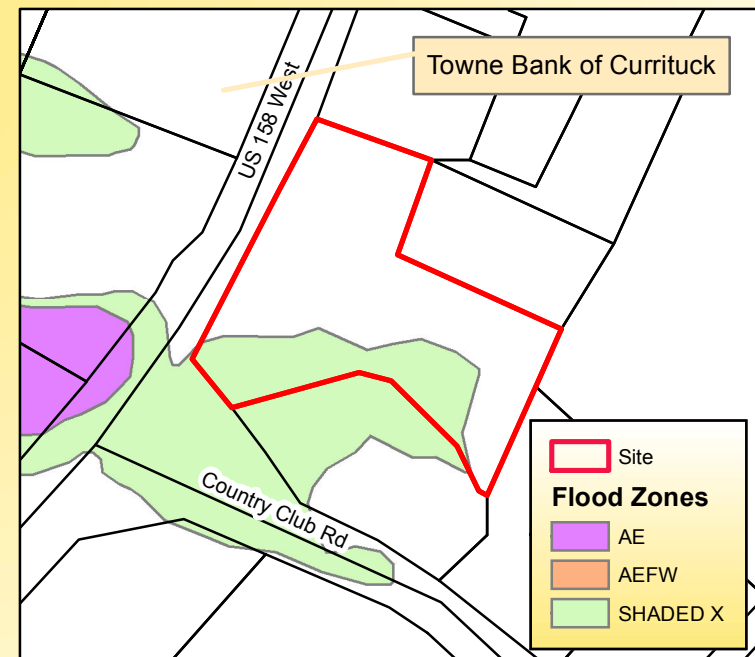 Towne Bank of Currituck
US 158 West
Country Club Rd
Site
Flood Zones
AE
AEFW
SHADED X